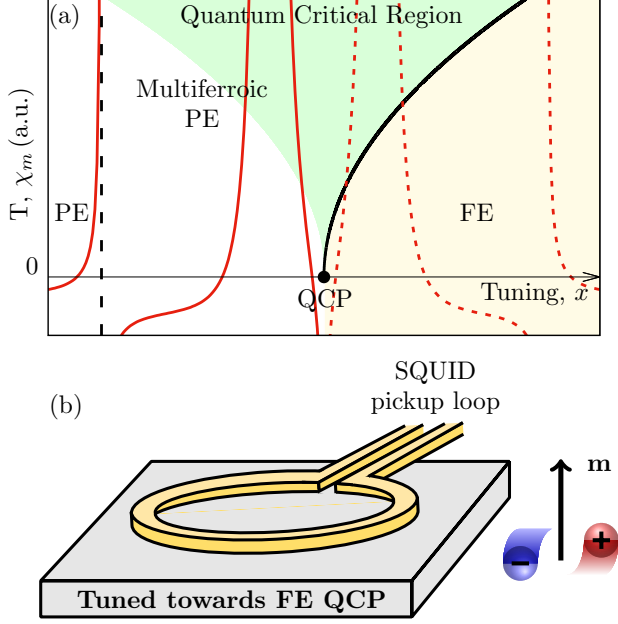 (a)
Quantum Critical Region
Multiferroic
PE
PE
FE
T, χm (a.u.)
0
QCP
Tuning, x
(b)
SQUID
pickup loop
m
- +
Tuned towards FE QCP